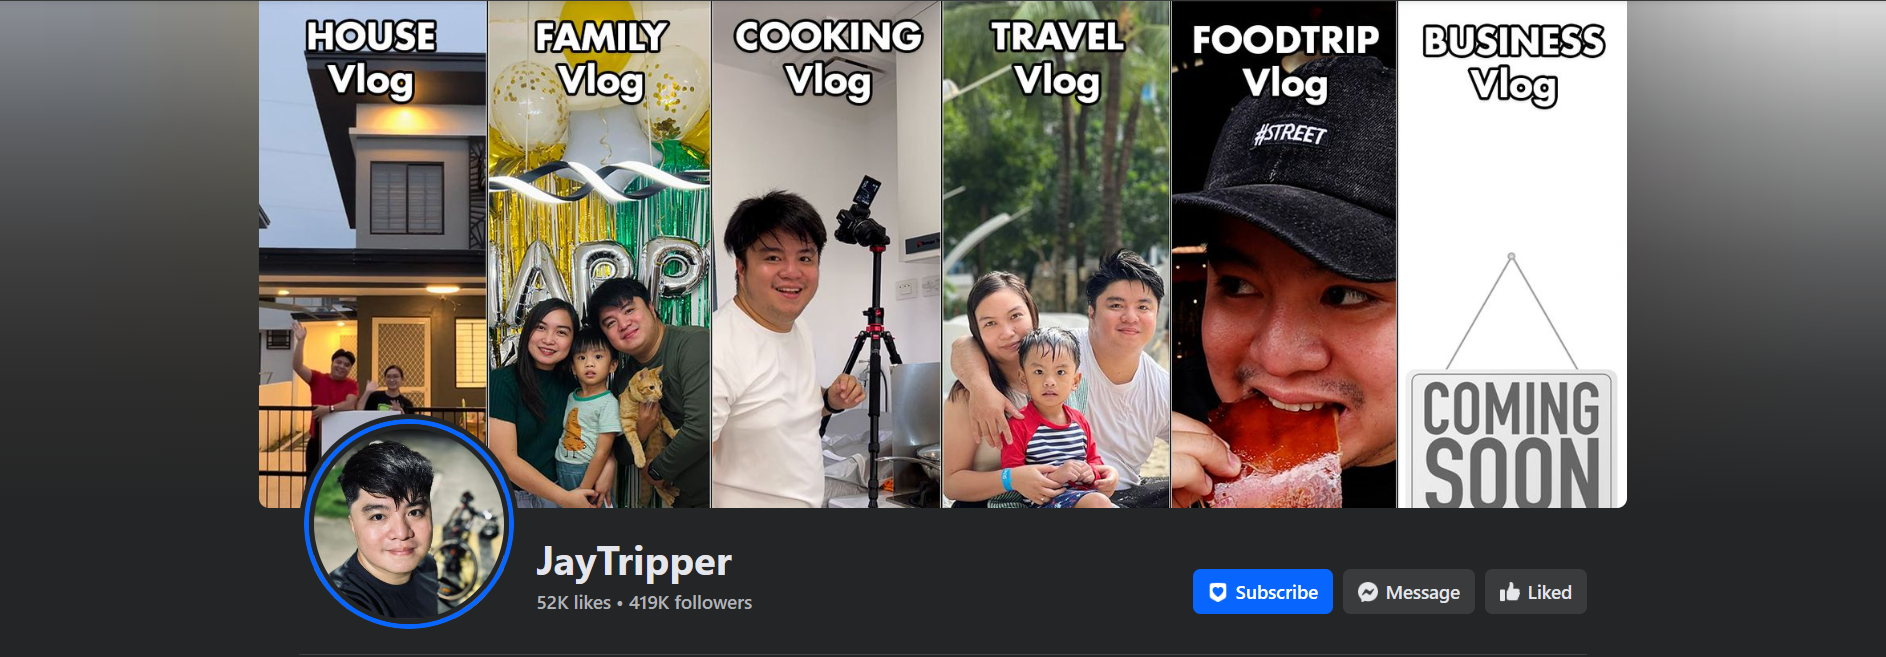 HOUSE
Vlog
FAMILY
Vlog
COOKING
Vlog
TRAVEL
Vlog
FOODTRIP
Vlog
#STREET
BUSINESS
Vlog
APP
COMING
SOON
JayTripper
52K likes • 419K followers
Subscribe
Message
Liked